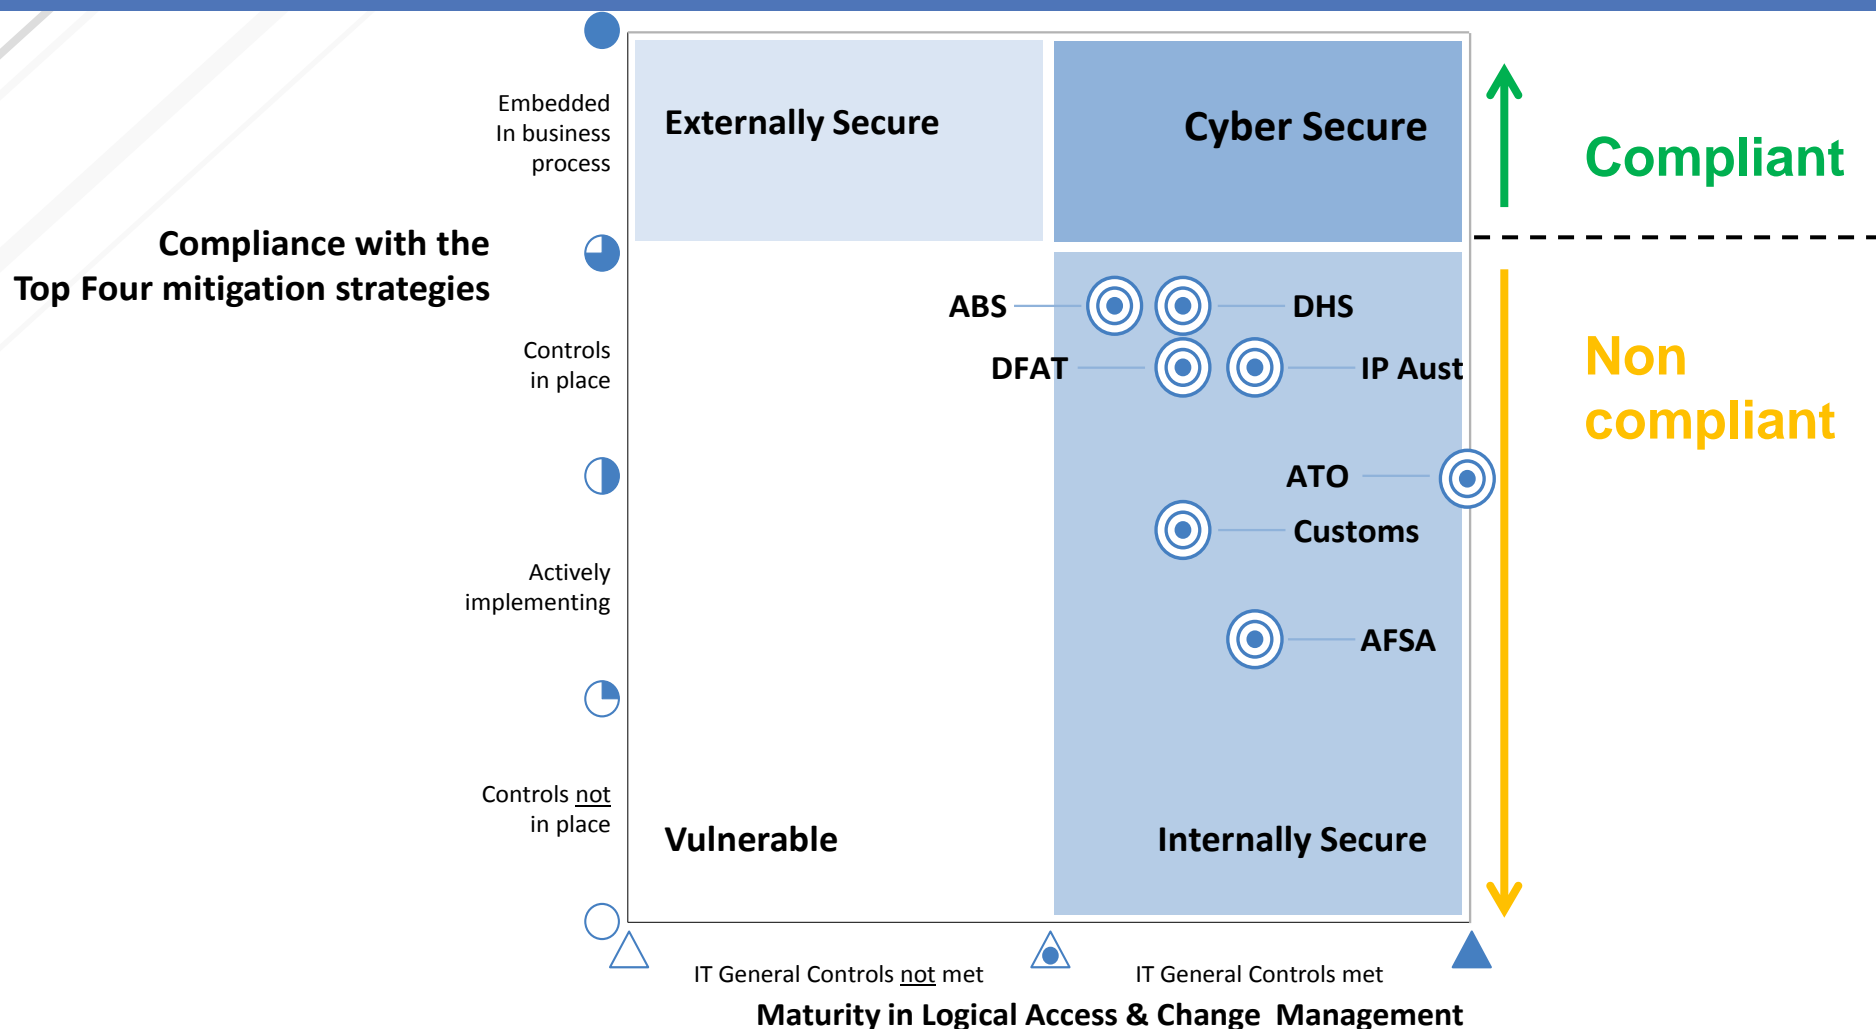 Embedded
In business
process
Externally Secure
Cyber Secure
Compliant
Compliance with the
Top Four mitigation strategies
ABS
DHS
Controls
in place
DFAT
IP Aust
Non
compliant
ATO
Customs
Actively
implementing
AFSA
Controls not
in place
Vulnerable
Internally Secure
IT General Controls not met
IT General Controls met
Maturity in Logical Access & Change Management